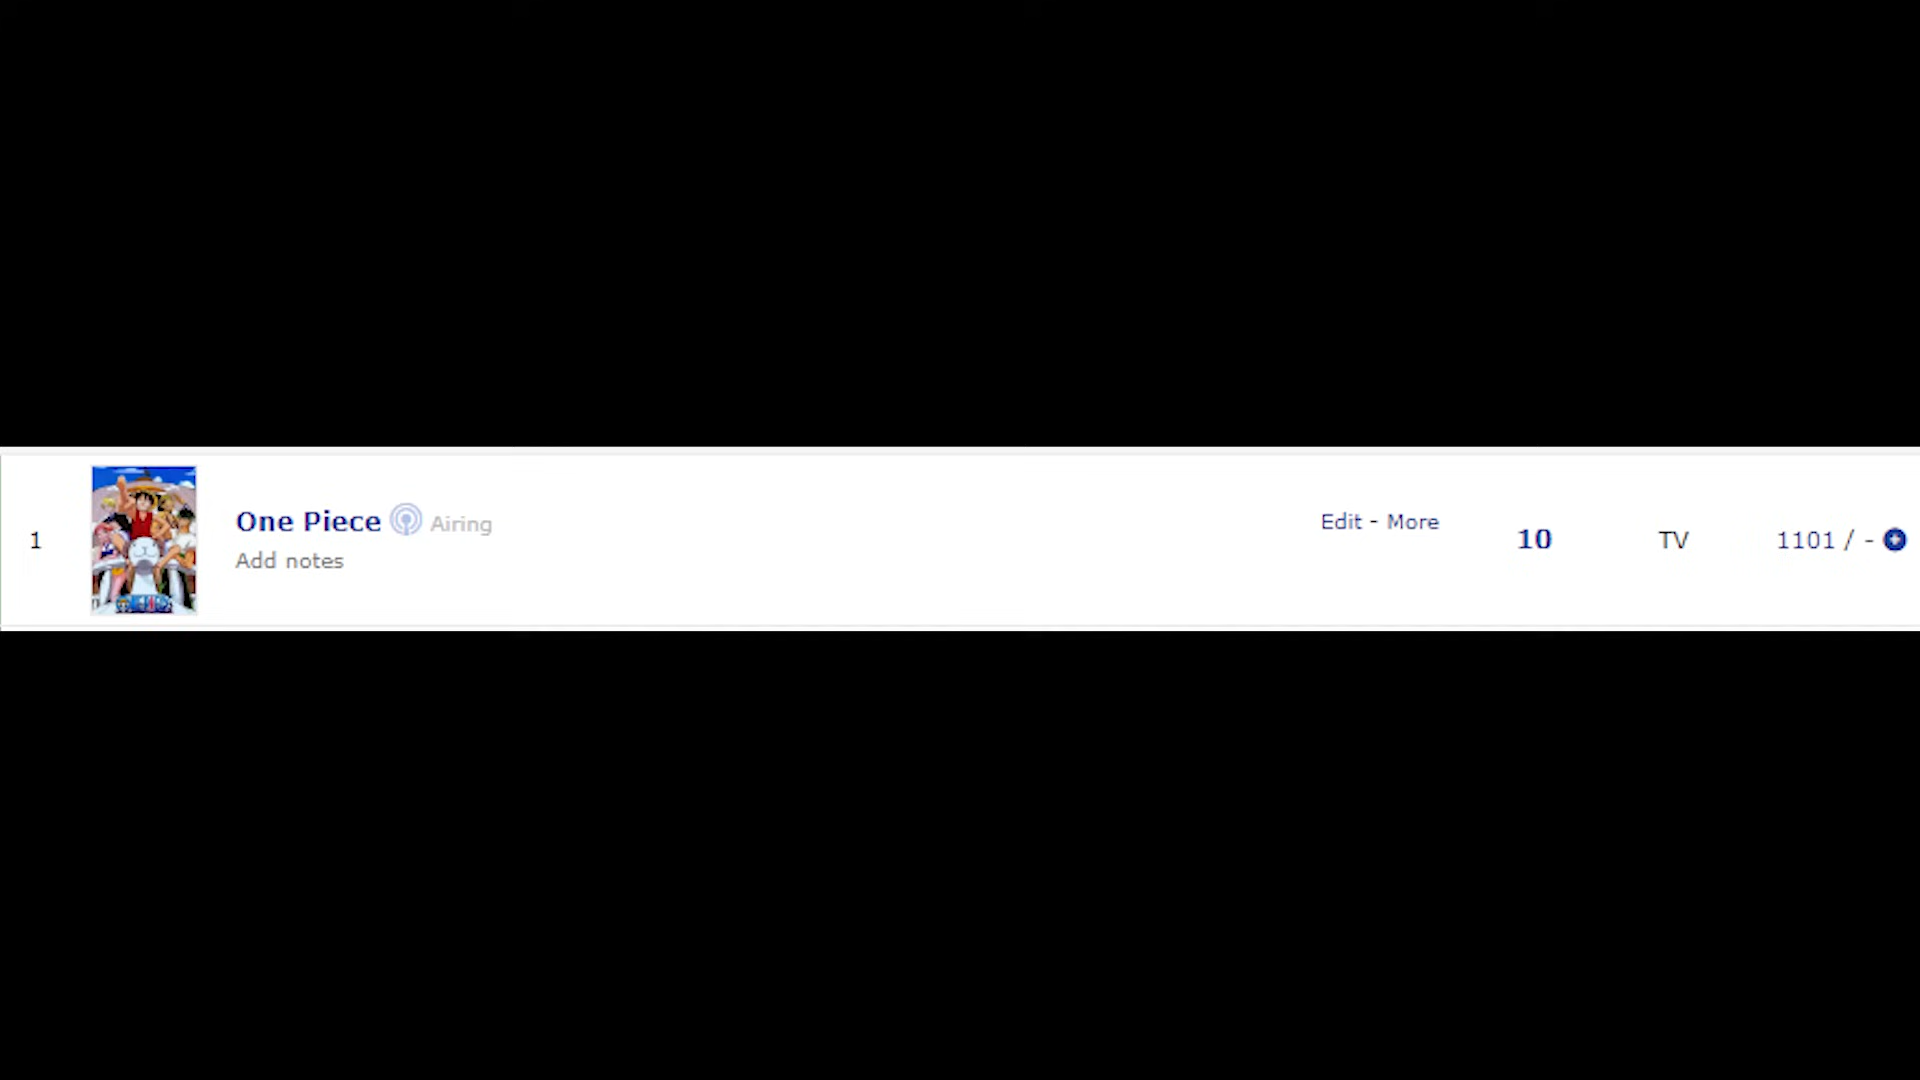 1
One Piece Airing
Add notes
Edit - More
10
TV
1101 / -